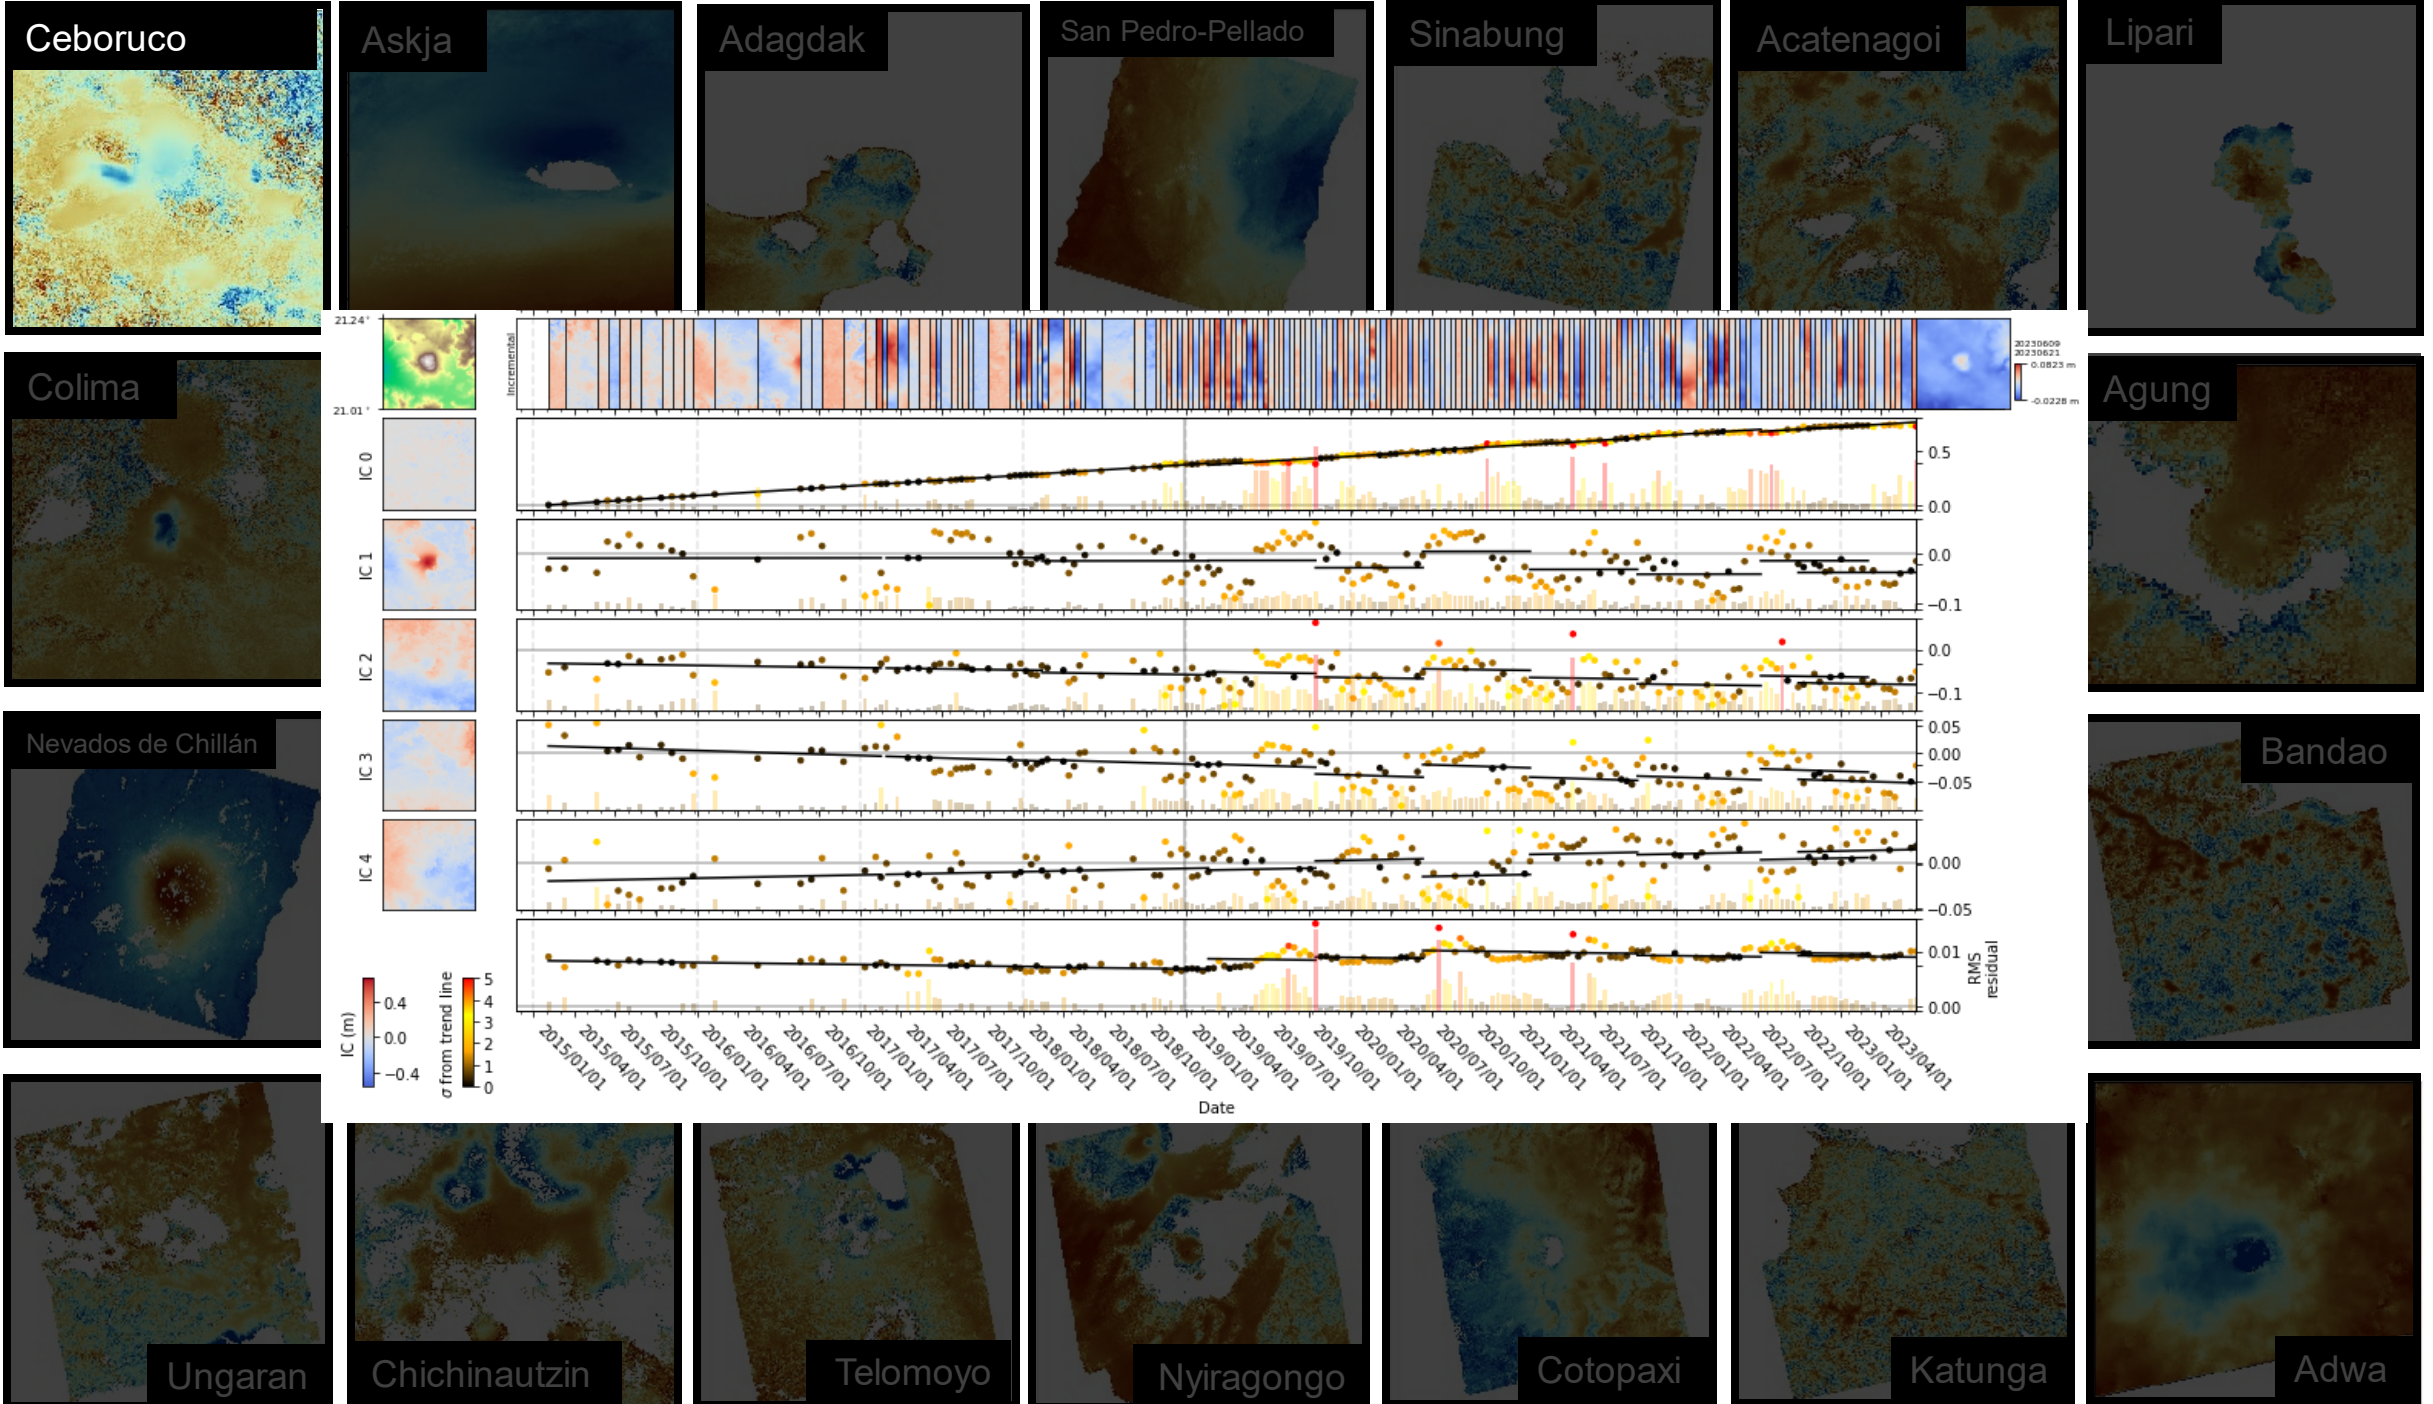 Ceboruco
Askja
Adagdak
San Pedro-Pellado
Sinabung
Acatenagoi
Lipari
Colima
Agung
Nevados de Chillán
Bandao
21.24°
21.01°
Incremental
20230609
20230621
0.0823 m
-0.0228 m
IC 0
0.5
0.0
IC 1
0.0
−0.1
IC 2
0.0
−0.1
IC 3
0.05
0.00
−0.05
IC 4
0.00
−0.05
0.01
0.00
RMS
residual
IC (m)
0.4
0.0
−0.4
σ from trend line
5
4
3
2
1
0
2015/01/01
2015/04/01
2015/07/01
2015/10/01
2016/01/01
2016/04/01
2016/07/01
2016/10/01
2017/01/01
2017/04/01
2017/07/01
2017/10/01
2018/01/01
2018/04/01
2018/07/01
2018/10/01
2019/01/01
2019/04/01
2019/07/01
2019/10/01
2020/01/01
2020/04/01
2020/07/01
2020/10/01
2021/01/01
2021/04/01
2021/07/01
2021/10/01
2022/01/01
2022/04/01
2022/07/01
2022/10/01
2023/01/01
2023/04/01
Date
Ungaran
Chichinautzin
Telomoyo
Nyiragongo
Cotopaxi
Katunga
Adwa